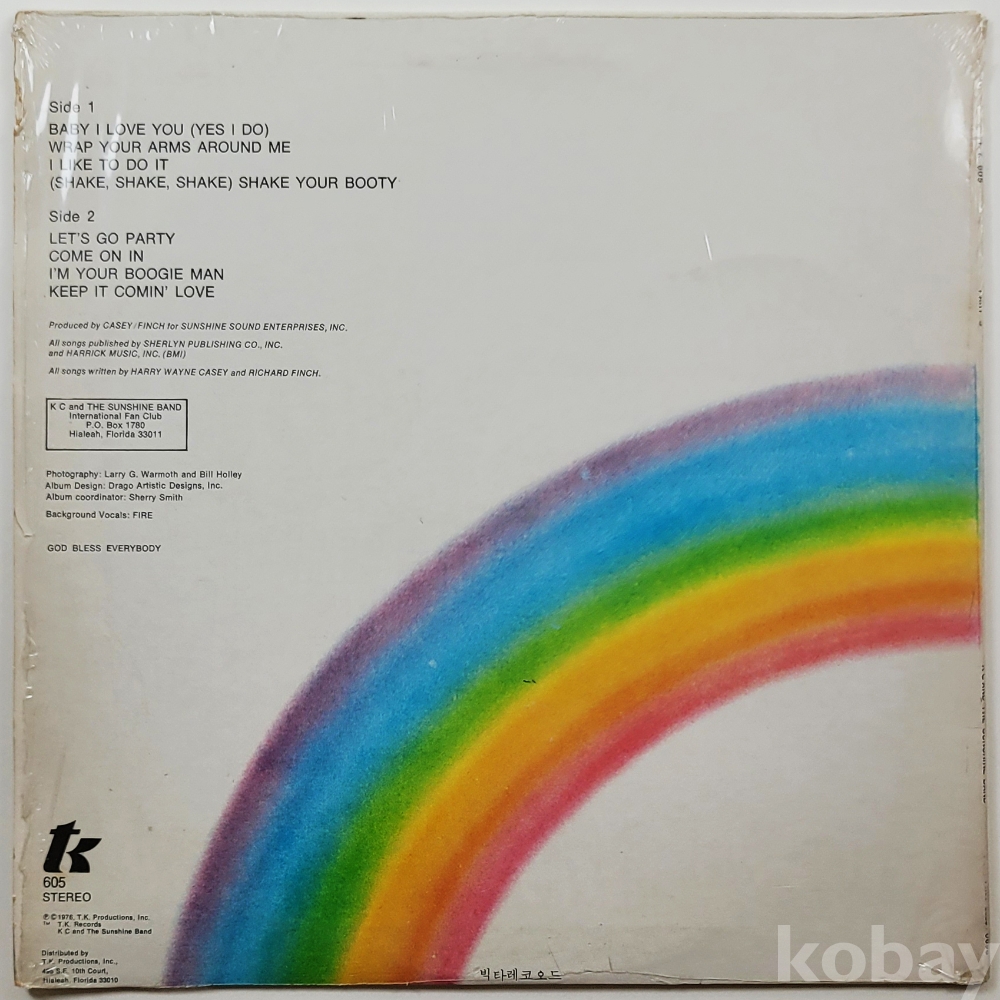 Side 1
BABY I LOVE YOU (YES I DO)
WRAP YOUR ARMS AROUND ME
I LIKE TO DO IT
(SHAKE, SHAKE, SHAKE) SHAKE YOUR BOOTY
Side 2
LET'S GO PARTY
COME ON IN
I'M YOUR BOOGIE MAN
KEEP IT COMIN' LOVE
Produced by CASEY/FINCH for SUNSHINE SOUND ENTERPRISES, INC.
All songs published by SHERLYN PUBLISHING CO., INC.
and HARRICK MUSIC, INC. (BMI)
All songs written by HARRY WAYNE CASEY and RICHARD FINCH.
K C and THE SUNSHINE BAND
International Fan Club
P.O. Box 1780
Hialeah, Florida 33011
Photography: Larry G. Warmoth and Bill Holley
Album Design: Drago Artistic Designs, Inc.
Album coordinator: Sherry Smith
Background Vocals: FIRE
GOD BLESS EVERYBODY
tk
605
STEREO
℗ © 1976, T.K. Productions, Inc.
™ T.K. Records
K C and The Sunshine Band
Distributed by
T.K. Productions, Inc.,
495 S.E. 10th Court,
Hialeah, Florida 33010
빅타레코오드
kobay